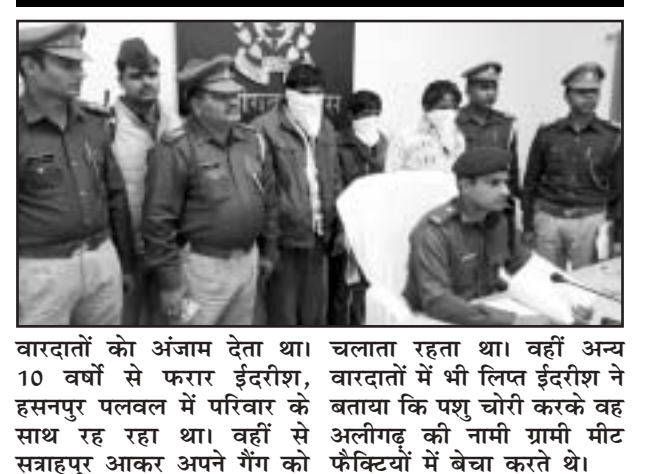 वारदातों केा अंजाम देता था।
10 वर्षो से फरार ईदरीश,
हसनपुर पलवल में परिवार के
साथ रह रहा था। वहीं से
सत्राहपुर आकर अपने गैंग को
चलाता रहता था। वहीं अन्य
वारदातों में भी लिप्त ईदरीश ने
बताया कि पशु चोरी करके वह
अलीगढ़ की नामी ग्रामी मीट
फैक्टियों में बेचा करते थे।